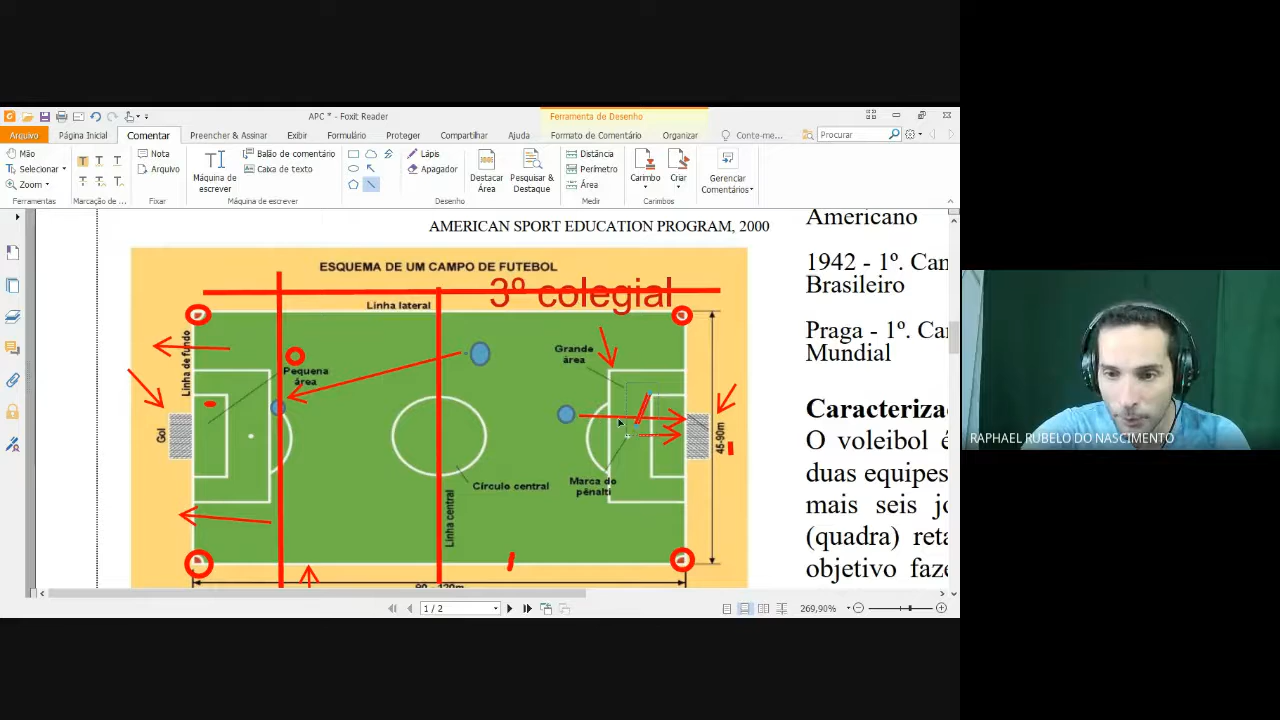 APC * - Foxit Reader
Ferramenta de Desenho
Arquivo Página Inicial Comentar Preencher & Assinar Exibir Formulário Proteger Compartilhar Ajuda Formato de Comentário Organizar Conte-me... Procurar
Mão
Selecionar
Zoom
Ferramentas
Marcação de ...
Nota
Arquivo
Fixar
Máquina de escrever
Balão de comentário
Caixa de texto
Máquina de escrever
Lápis
Apagador
Desenho
Destacar Área
Pesquisar & Destaque
Distância
Perímetro
Área
Medir
Carimbo
Criar
Carimbos
Gerenciar Comentários
AMERICAN SPORT EDUCATION PROGRAM, 2000
ESQUEMA DE UM CAMPO DE FUTEBOL
3º colegial
Linha lateral
Linha de fundo
Pequena área
Grande área
Gol
45-90m
Círculo central
Linha central
Marca do pênalti
90 - 120m
Americano
1942 - 1º. Can
Brasileiro
Praga - 1º. Ca
Mundial
Caracteriza
O voleibol é
duas equipes
mais seis jo
(quadra) reta
objetivo faze
1 / 2
269,90%
RAPHAEL RUBELO DO NASCIMENTO